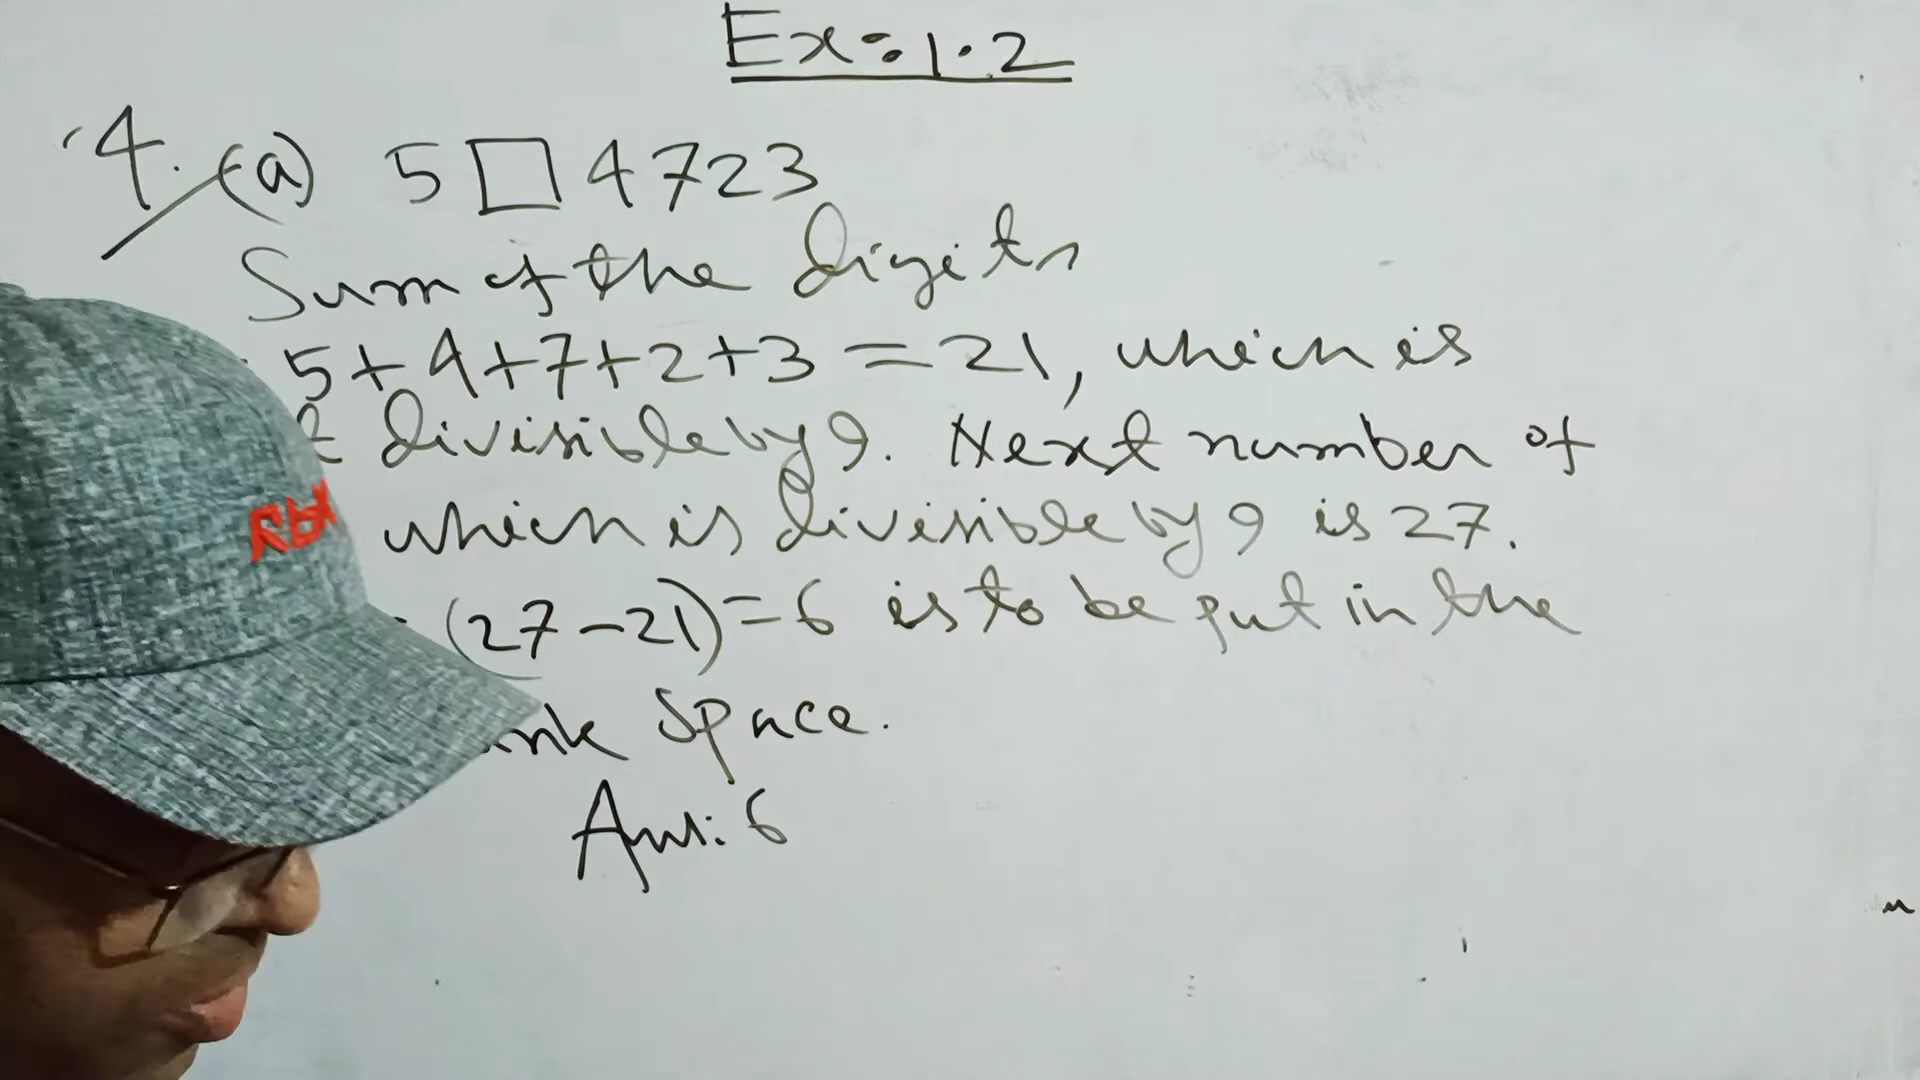 Ex:1.2
4. (a) 5□4723
Sum of the digits
5+4+7+2+3=21, which is
divisible by 9. Next number of
which is divisible by 9 is 27.
(27-21)=6 is to be put in the
Space.
Ans: 6